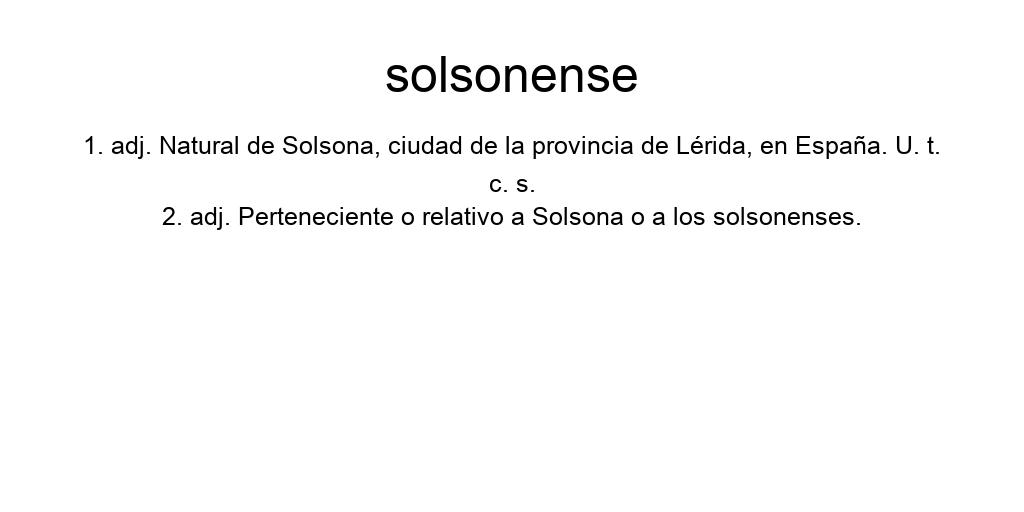 solsonense
1. adj. Natural de Solsona, ciudad de la provincia de Lérida, en España. U. t.
c. s.
2. adj. Perteneciente o relativo a Solsona o a los solsonenses.